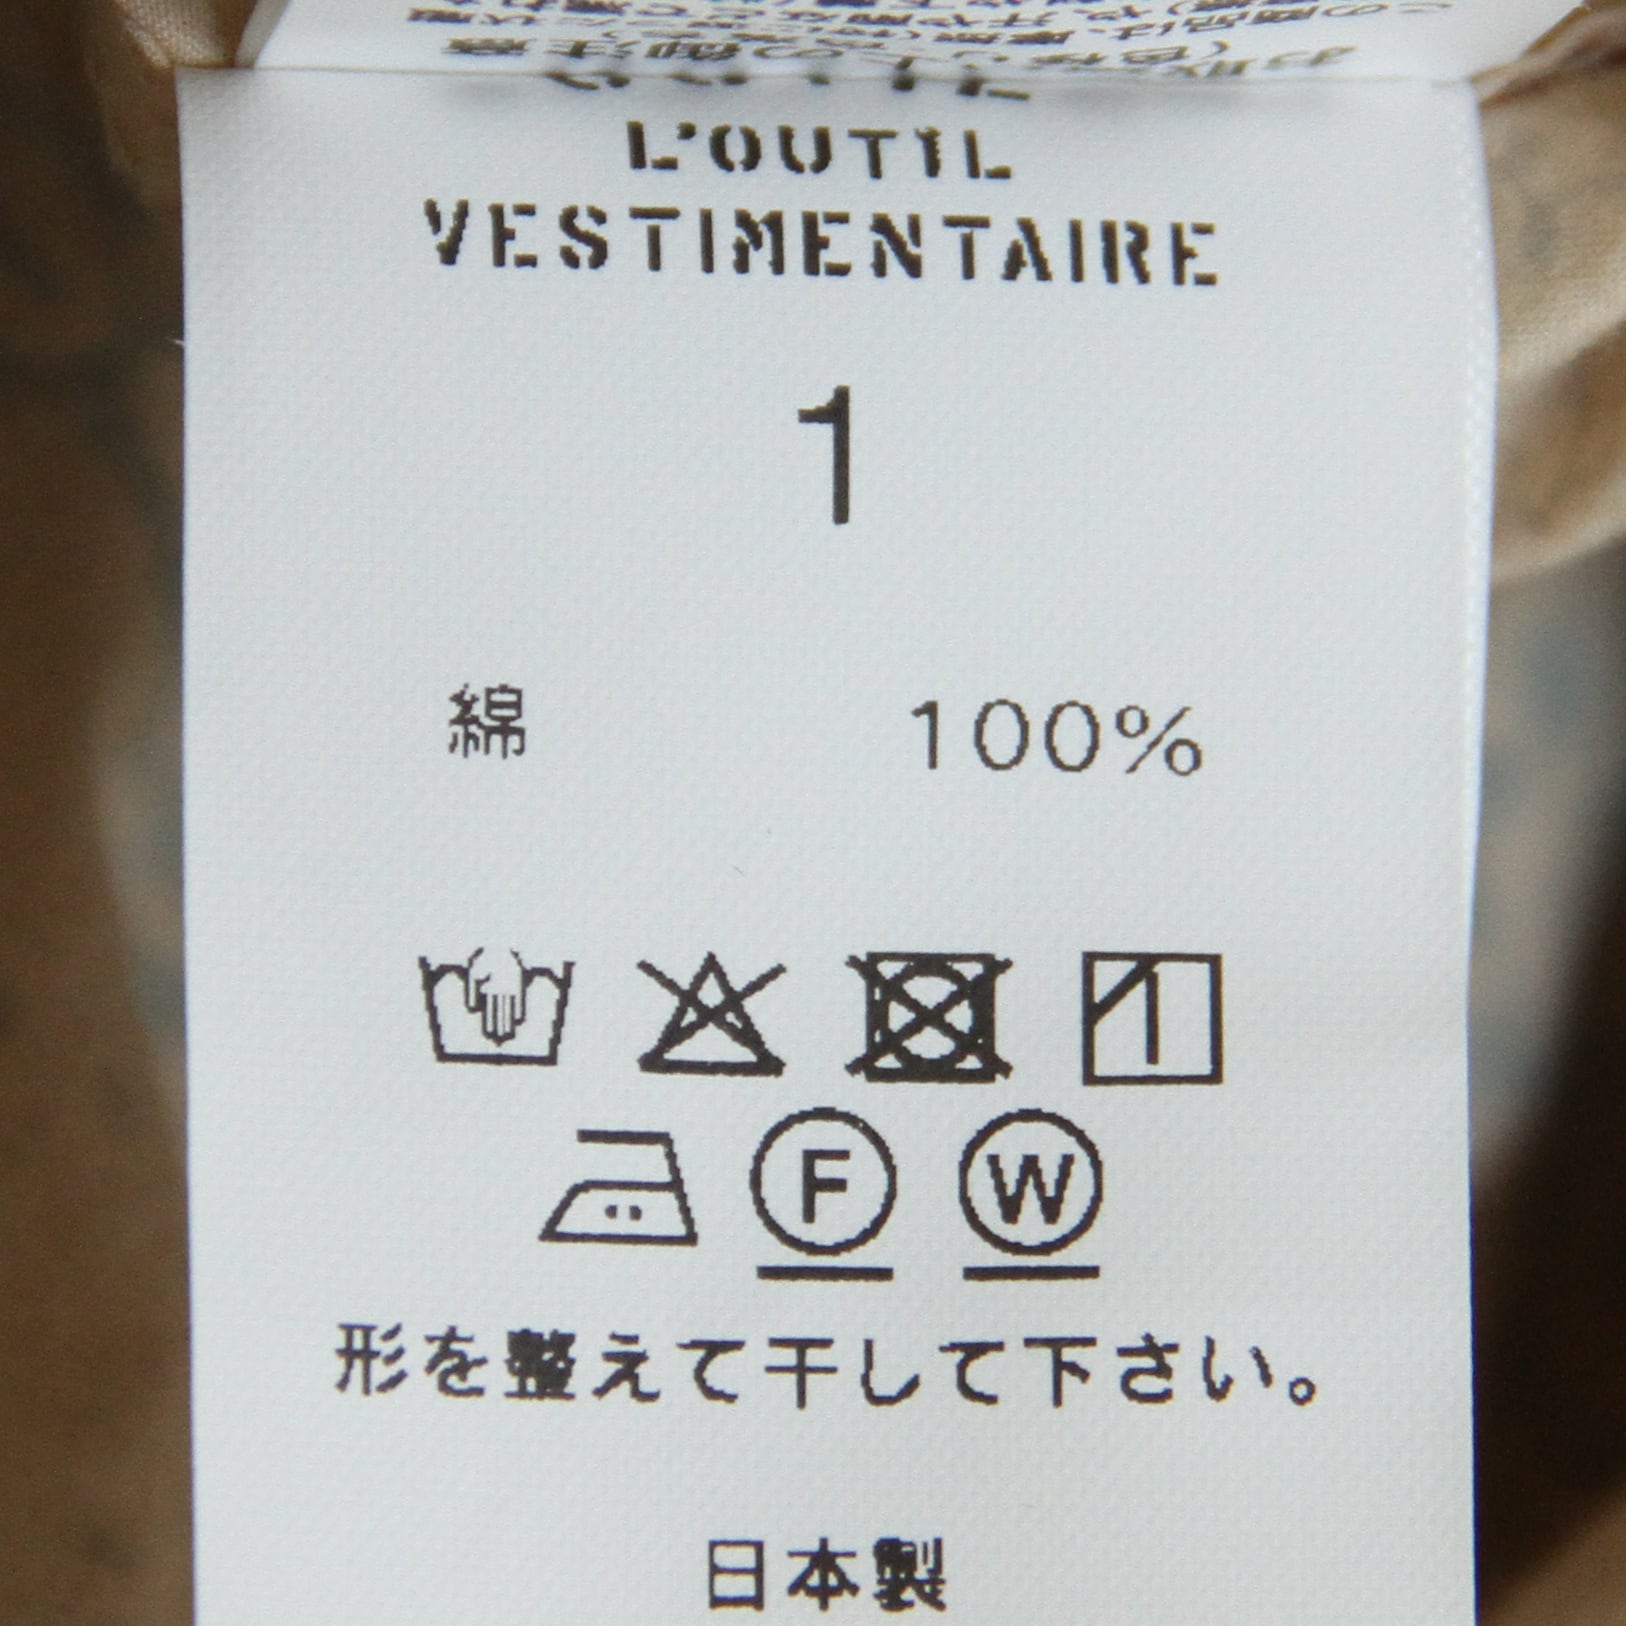 L'OUTIL
VESTIMENTAIRE
1
綿 100%
F W
形を整えて干して下さい。
日本製